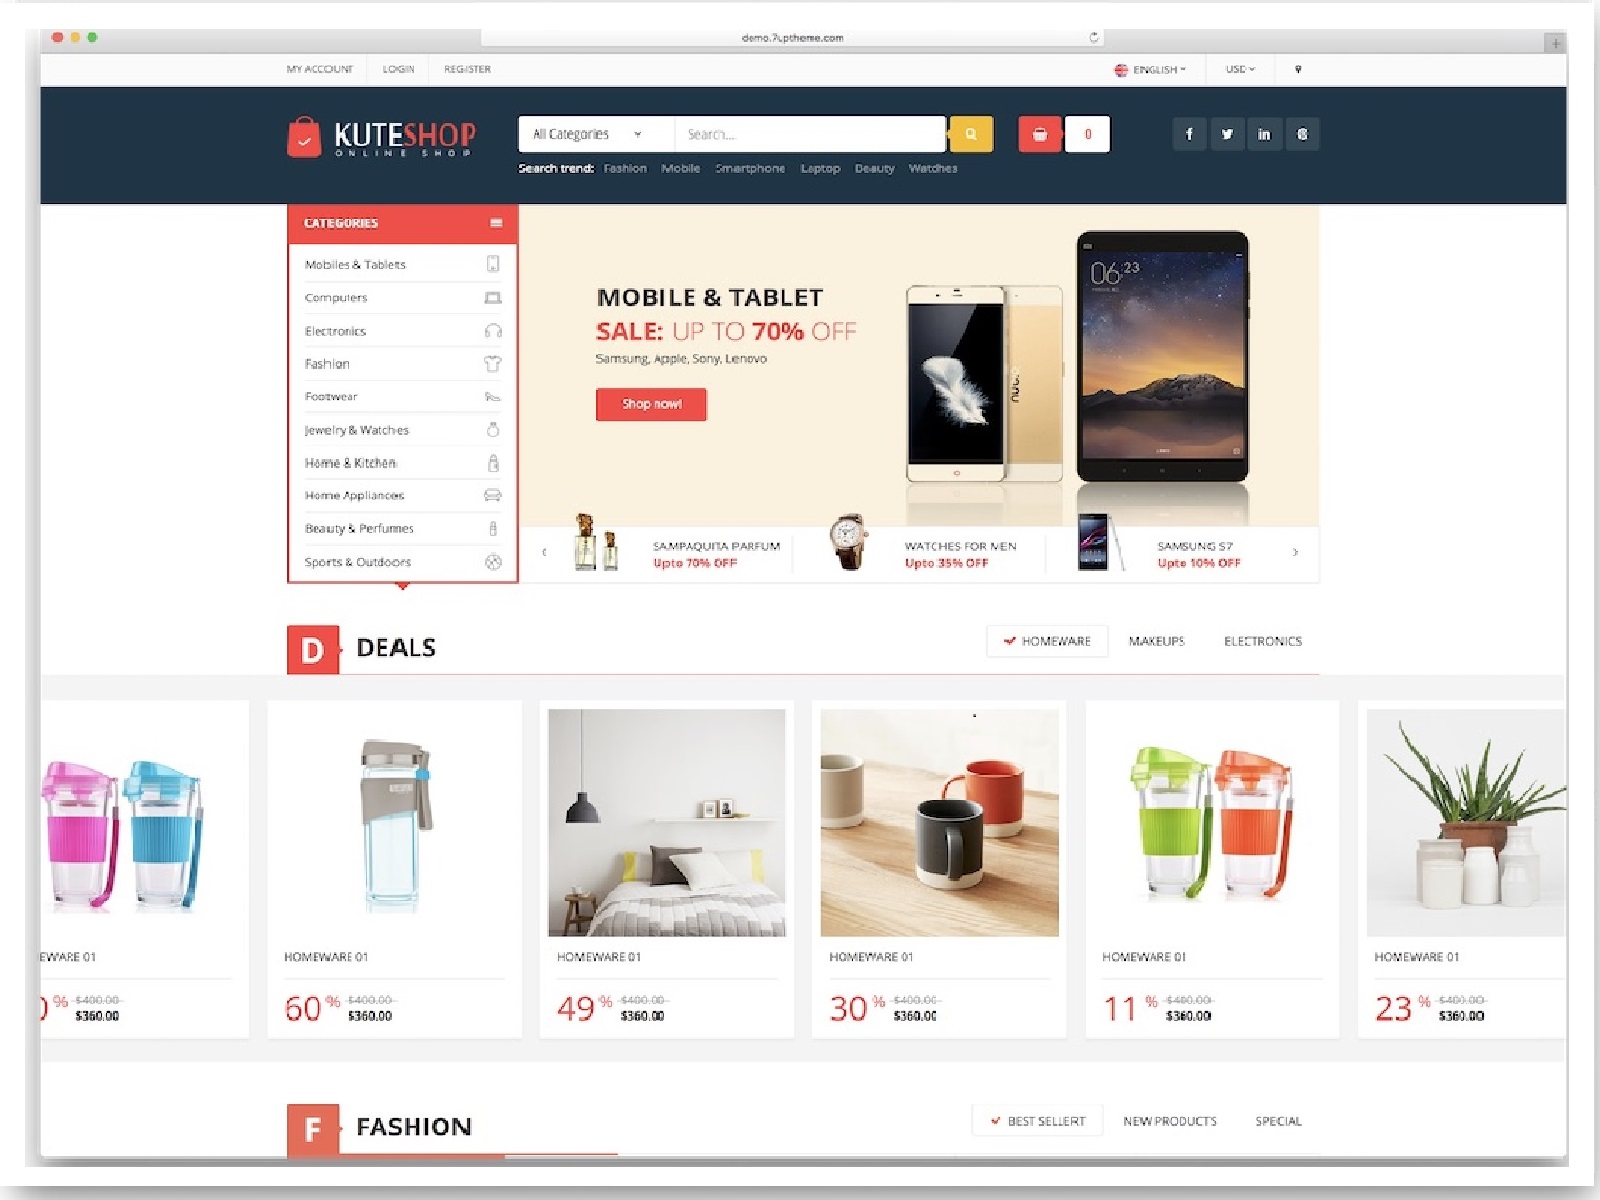 demo.7uptheme.com
MY ACCOUNT LOGIN REGISTER ENGLISH USD
KUTESHOP
ONLINE SHOP
All Categories Search... 0
Search trend: Fashion Mobile Smartphone Laptop Beauty Watches
CATEGORIES
Mobiles & Tablets
Computers
Electronics
Fashion
Footwear
Jewelry & Watches
Home & Kitchen
Home Appliances
Beauty & Perfumes
Sports & Outdoors
MOBILE & TABLET
SALE: UP TO 70% OFF
Samsung, Apple, Sony, Lenovo
Shop now!
nubia
06:23
SAMPAQUITA PARFUM
Upto 70% OFF
WATCHES FOR MEN
Upto 35% OFF
SAMSUNG S7
Upto 10% OFF
D DEALS
HOMEWARE MAKEUPS ELECTRONICS
EWARE 01 HOMEWARE 01 HOMEWARE 01 HOMEWARE 01 HOMEWARE 01 HOMEWARE 01
0% $400.00 $360.00
60% $400.00 $360.00
49% $400.00 $360.00
30% $400.00 $360.00
11% $400.00 $360.00
23% $400.00 $360.00
F FASHION
BEST SELLERT NEW PRODUCTS SPECIAL